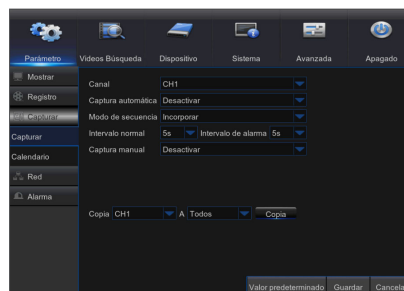 Parámetro
Videos Búsqueda
Dispositivo
Sistema
Avanzada
Apagado
Mostrar
Registro
Capturar
Capturar
Calendario
Red
Alarma
Canal CH1
Captura automática Desactivar
Modo de secuencia Incorporar
Intervalo normal 5s Intervalo de alarma 5s
Captura manual Desactivar
Copia CH1 A Todos Copia
Valor predeterminado Guardar Cancela